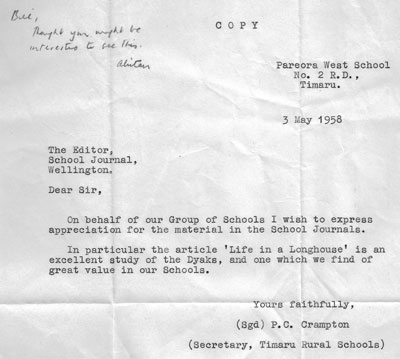 Bill,
thought you might be
interested to see this.
Alistair
COPY
Pareora West School
No. 2 R.D.,
Timaru.
3 May 1958
The Editor,
School Journal,
Wellington.
Dear Sir,
On behalf of our Group of Schools I wish to express
appreciation for the material in the School Journals.
In particular the article 'Life in a Longhouse' is an
excellent study of the Dyaks, and one which we find of
great value in our Schools.
Yours faithfully,
(Sgd) P.C. Crampton
(Secretary, Timaru Rural Schools)